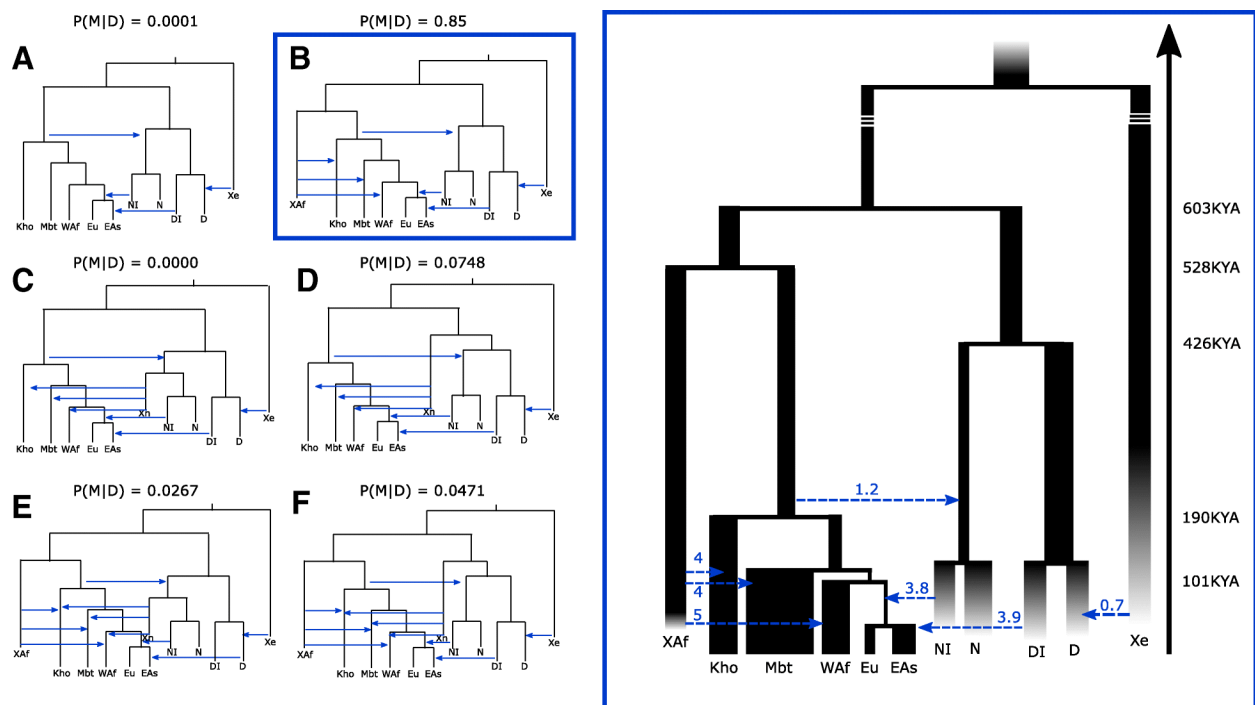 P(M|D) = 0.0001
P(M|D) = 0.85
A
B
Xe
NI
N
DI
D
Kho
Mbt
WAf
Eu
EAs
XAf
Kho
Mbt
WAf
Eu
EAs
NI
N
DI
D
Xe
P(M|D) = 0.0000
P(M|D) = 0.0748
C
D
Xn
NI
N
DI
D
Xe
Kho
Mbt
WAf
Eu
EAs
Xn
NI
N
DI
D
Xe
Kho
Mbt
WAf
Eu
EAs
P(M|D) = 0.0267
P(M|D) = 0.0471
E
F
XAf
Xn
NI
N
DI
D
Xe
Kho
Mbt
WAf
Eu
EAs
XAf
Xn
NI
N
DI
D
Xe
Kho
Mbt
WAf
Eu
EAs
603KYA
528KYA
426KYA
190KYA
101KYA
1.2
4
4
5
3.8
3.9
0.7
XAf
Kho
Mbt
WAf
Eu
EAs
NI
N
DI
D
Xe